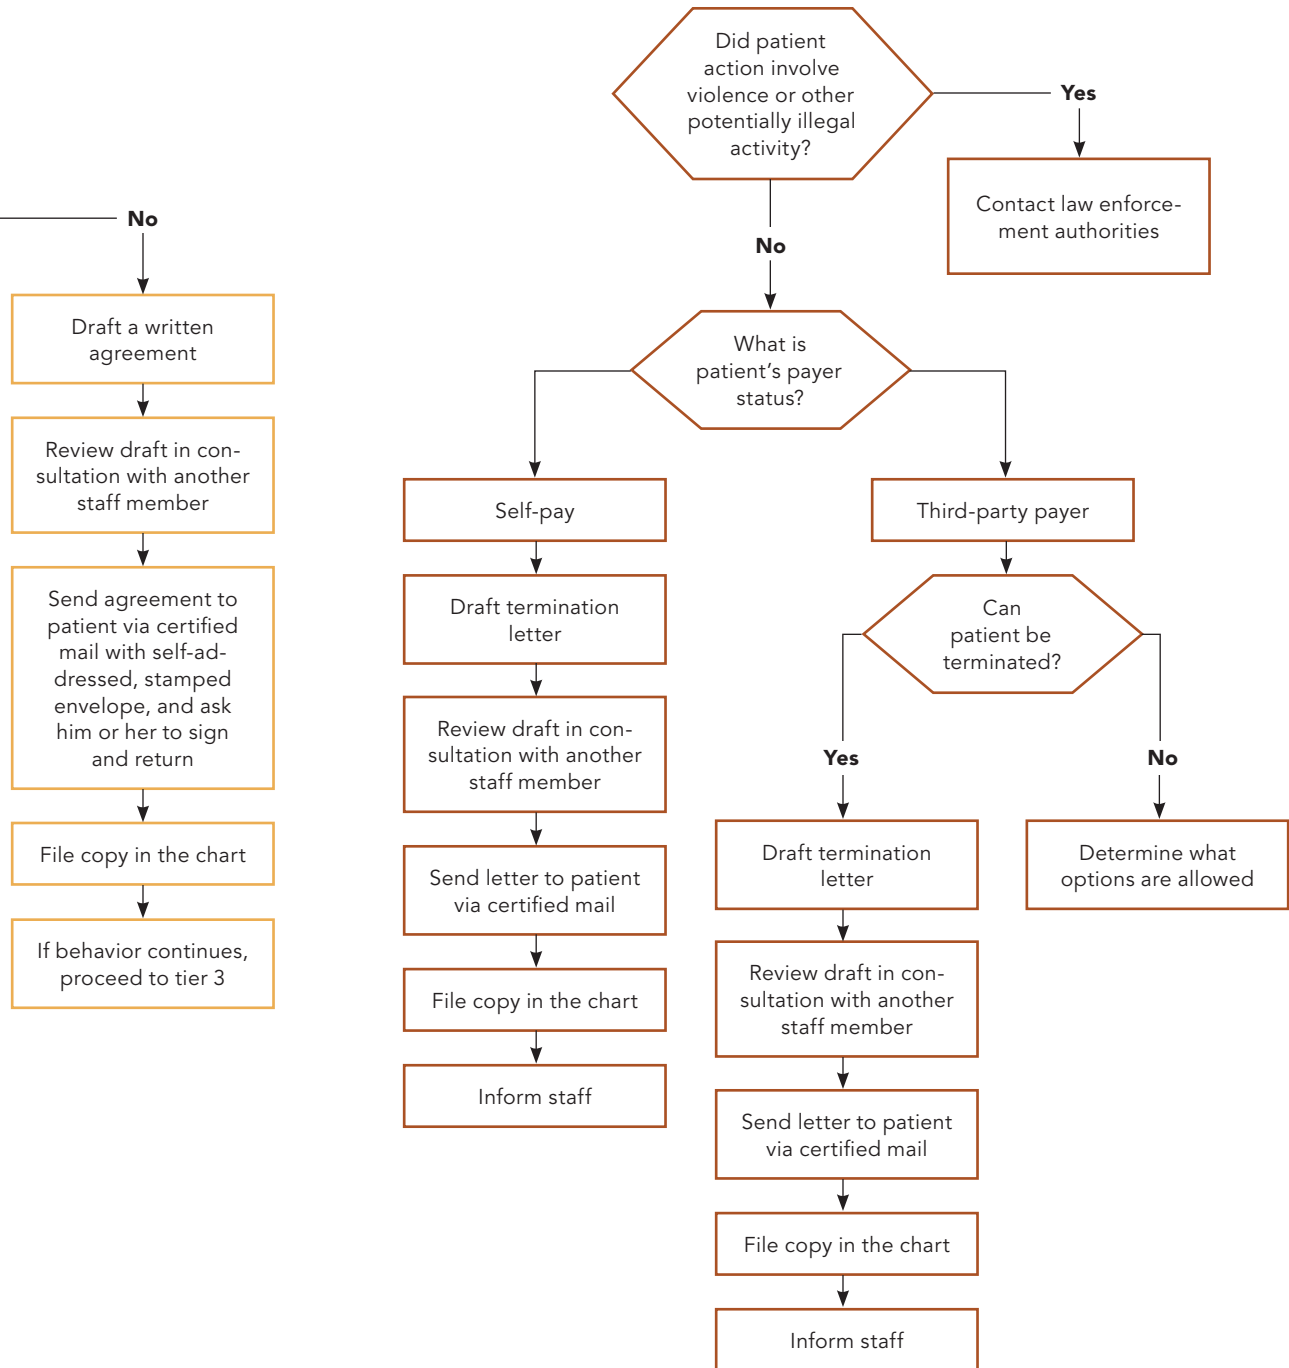 No
Draft a written
agreement
Review draft in con-
sultation with another
staff member
Send agreement to
patient via certified
mail with self-ad-
dressed, stamped
envelope, and ask
him or her to sign
and return
File copy in the chart
If behavior continues,
proceed to tier 3
Did patient
action involve
violence or other
potentially illegal
activity?
Yes
Contact law enforce-
ment authorities
No
What is
patient’s payer
status?
Self-pay
Draft termination
letter
Review draft in con-
sultation with another
staff member
Send letter to patient
via certified mail
File copy in the chart
Inform staff
Third-party payer
Can
patient be
terminated?
Yes
Draft termination
letter
Review draft in con-
sultation with another
staff member
Send letter to patient
via certified mail
File copy in the chart
Inform staff
No
Determine what
options are allowed